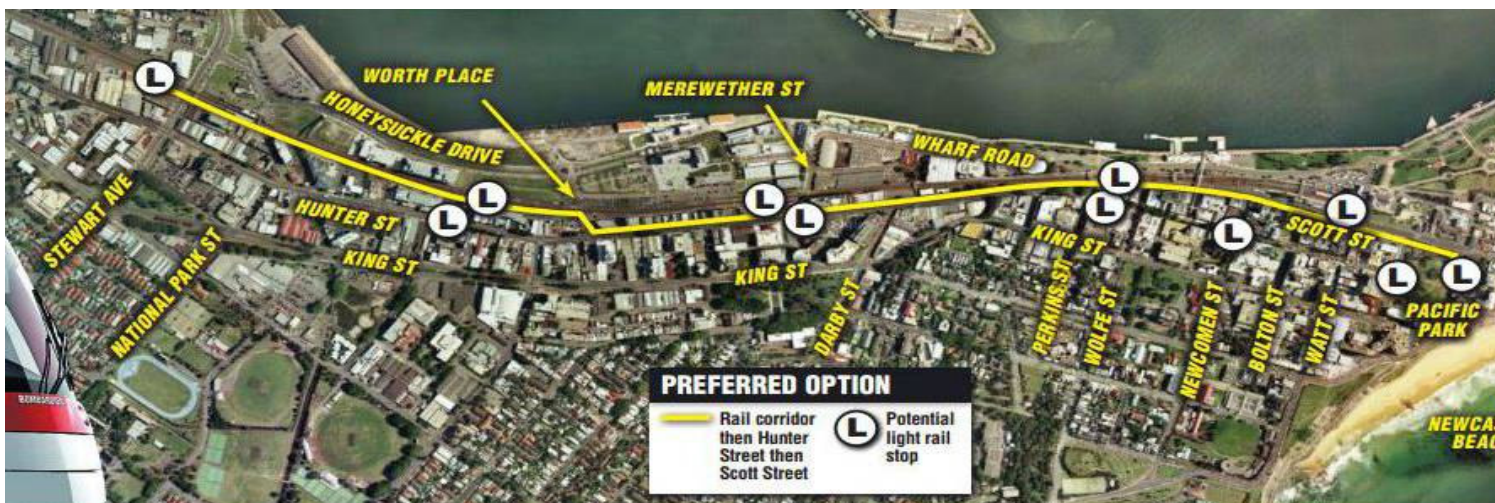 WORTH PLACE
MEREWETHER ST
HONEYSUCKLE DRIVE
WHARF ROAD
STEWART AVE
HUNTER ST
NATIONAL PARK ST
KING ST
KING ST
DARBY ST
KING ST
PERKINS ST
WOLFE ST
NEWCOMEN ST
BOLTON ST
WATT ST
SCOTT ST
PACIFIC
PARK
BEA
L
L
L
L
L
L
L
L
L
L
L
PREFERRED OPTION
Rail corridor
then Hunter
Street then
Scott Street
L
Potential
light rail
stop